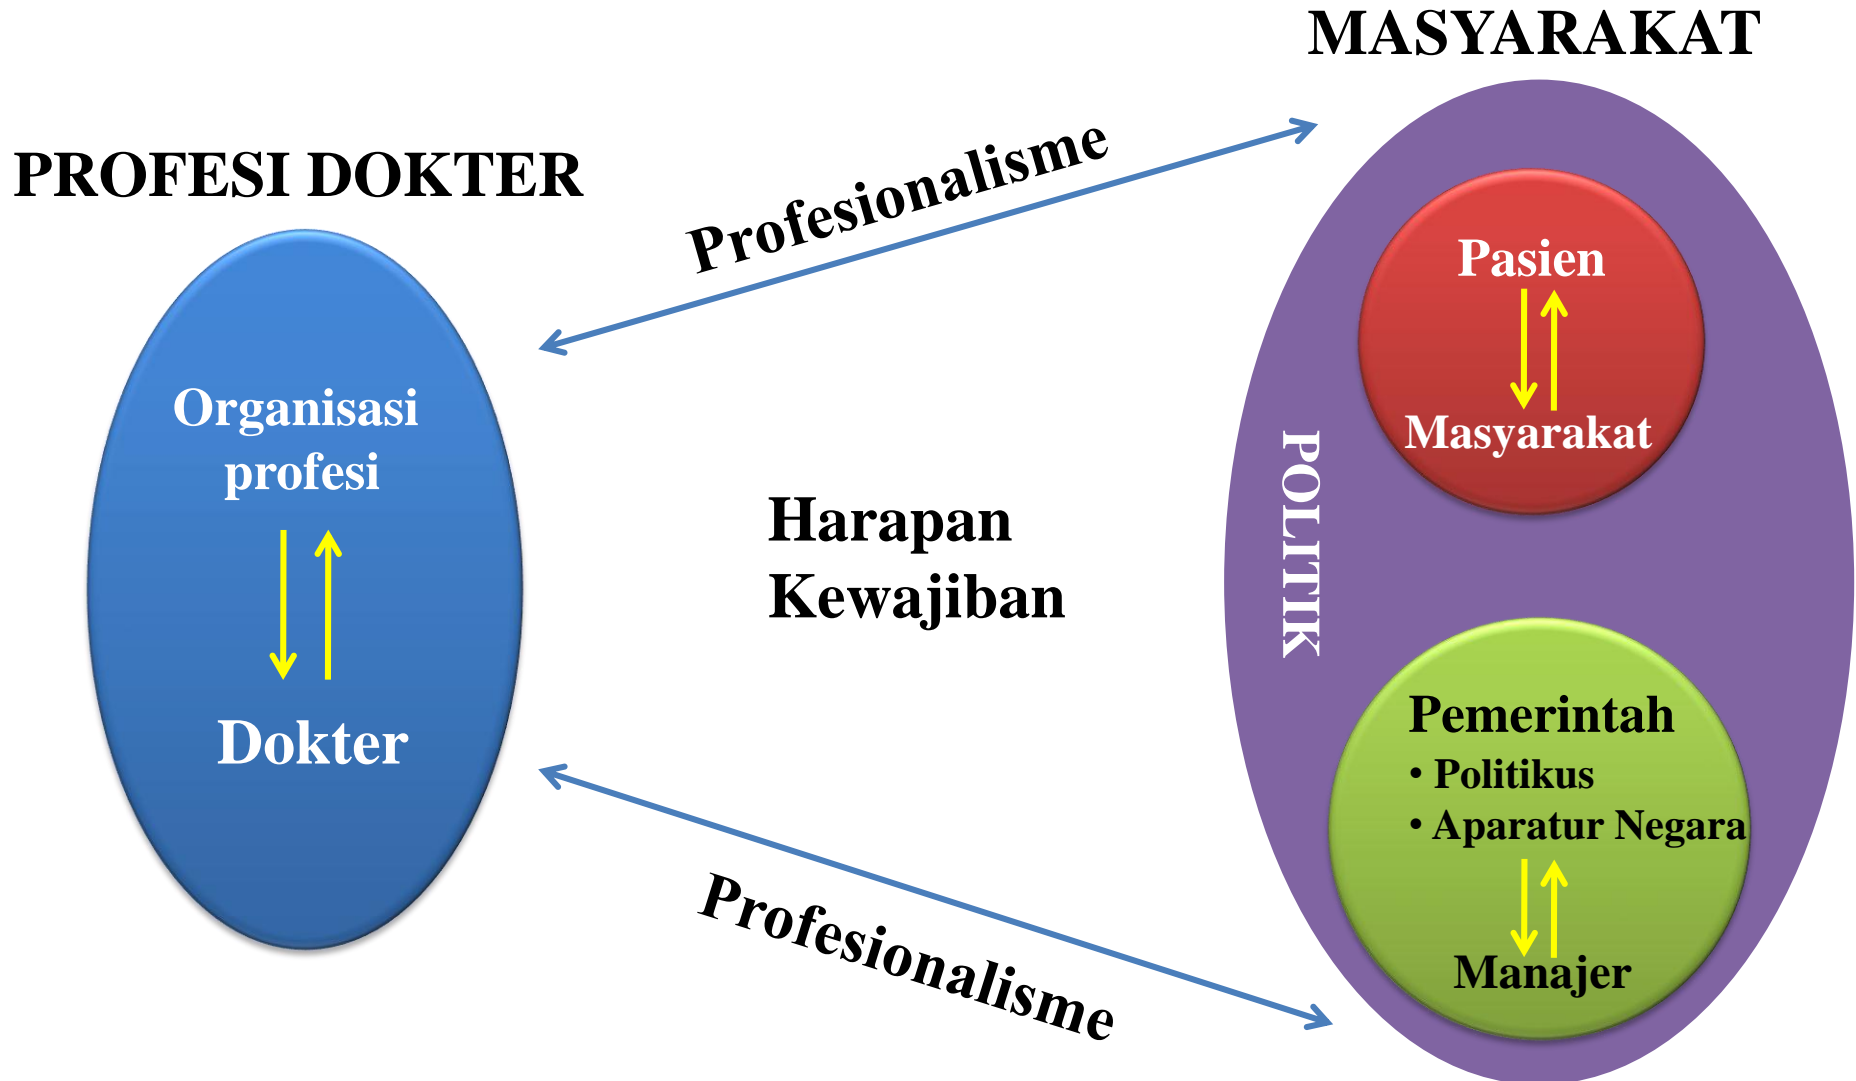 MASYARAKAT
PROFESI DOKTER
Profesionalisme
Organisasi
profesi
Dokter
Harapan
Kewajiban
POLITIK
Pasien
Masyarakat
Pemerintah
• Politikus
• Aparatur Negara
Manajer
Profesionalisme